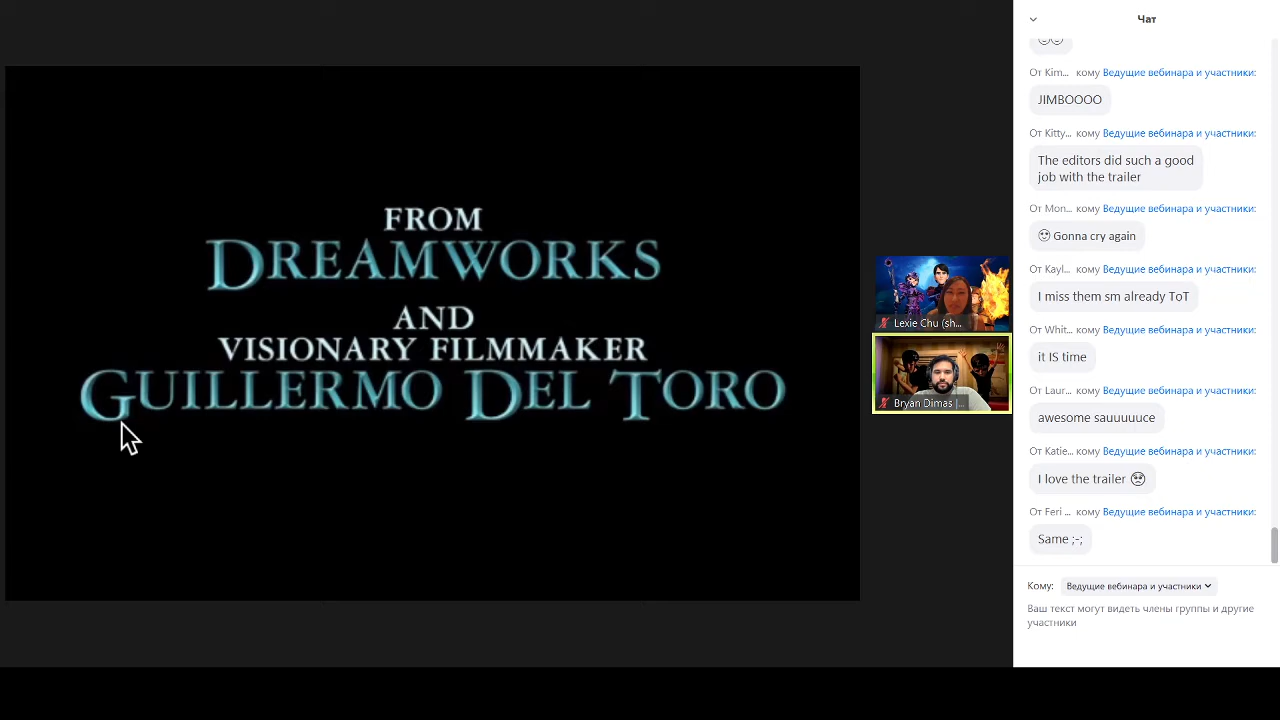 FROM
DREAMWORKS
AND
VISIONARY FILMMAKER
GUILLERMO DEL TORO
Lexie Chu (sh...
Bryan Dimas |...
Чат
От Kim... кому Ведущие вебинара и участники:
JIMBOOOO
От Kitty... кому Ведущие вебинара и участники:
The editors did such a good
job with the trailer
От Mon... кому Ведущие вебинара и участники:
🥺 Gonna cry again
От Kayl... кому Ведущие вебинара и участники:
I miss them sm already ToT
От Whit... кому Ведущие вебинара и участники:
it IS time
От Laur... кому Ведущие вебинара и участники:
awesome sauuuuuce
От Katie... кому Ведущие вебинара и участники:
I love the trailer 🥺
От Feri ... кому Ведущие вебинара и участники:
Same ;-;
Кому: Ведущие вебинара и участники
Ваш текст могут видеть члены группы и другие
участники